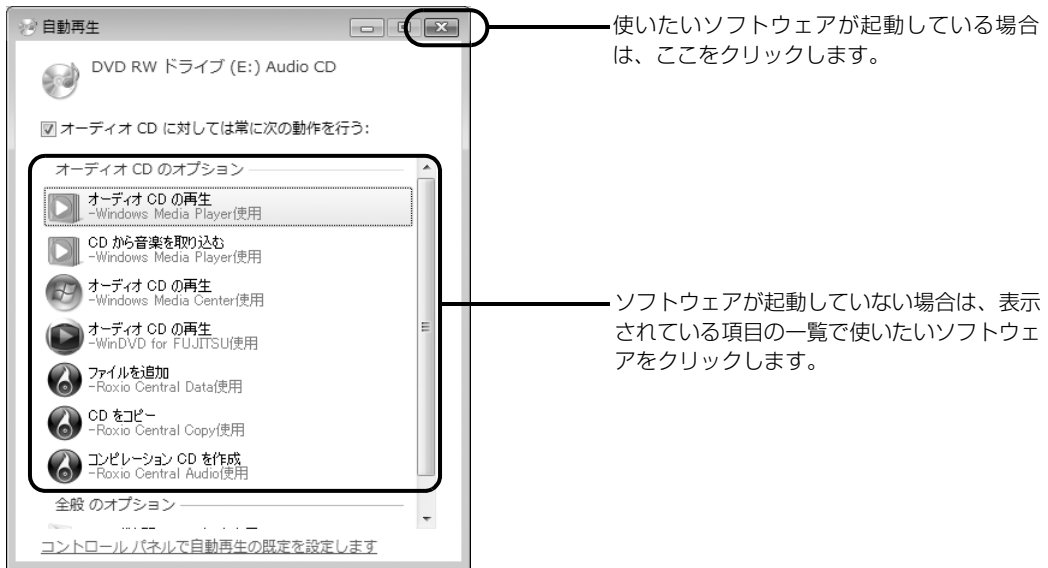 自動再生
DVD RW ドライブ (E:) Audio CD
オーディオ CD に対しては常に次の動作を行う:
オーディオ CD のオプション
オーディオ CD の再生
-Windows Media Player使用
CD から音楽を取り込む
-Windows Media Player使用
オーディオ CD の再生
-Windows Media Center使用
オーディオ CD の再生
-WinDVD for FUJITSU使用
ファイルを追加
-Roxio Central Data使用
CD をコピー
-Roxio Central Copy使用
コンピレーション CD を作成
-Roxio Central Audio使用
全般 のオプション
コントロール パネルで自動再生の既定を設定します
使いたいソフトウェアが起動している場合
は、ここをクリックします。
ソフトウェアが起動していない場合は、表示
されている項目の一覧で使いたいソフトウェ
アをクリックします。